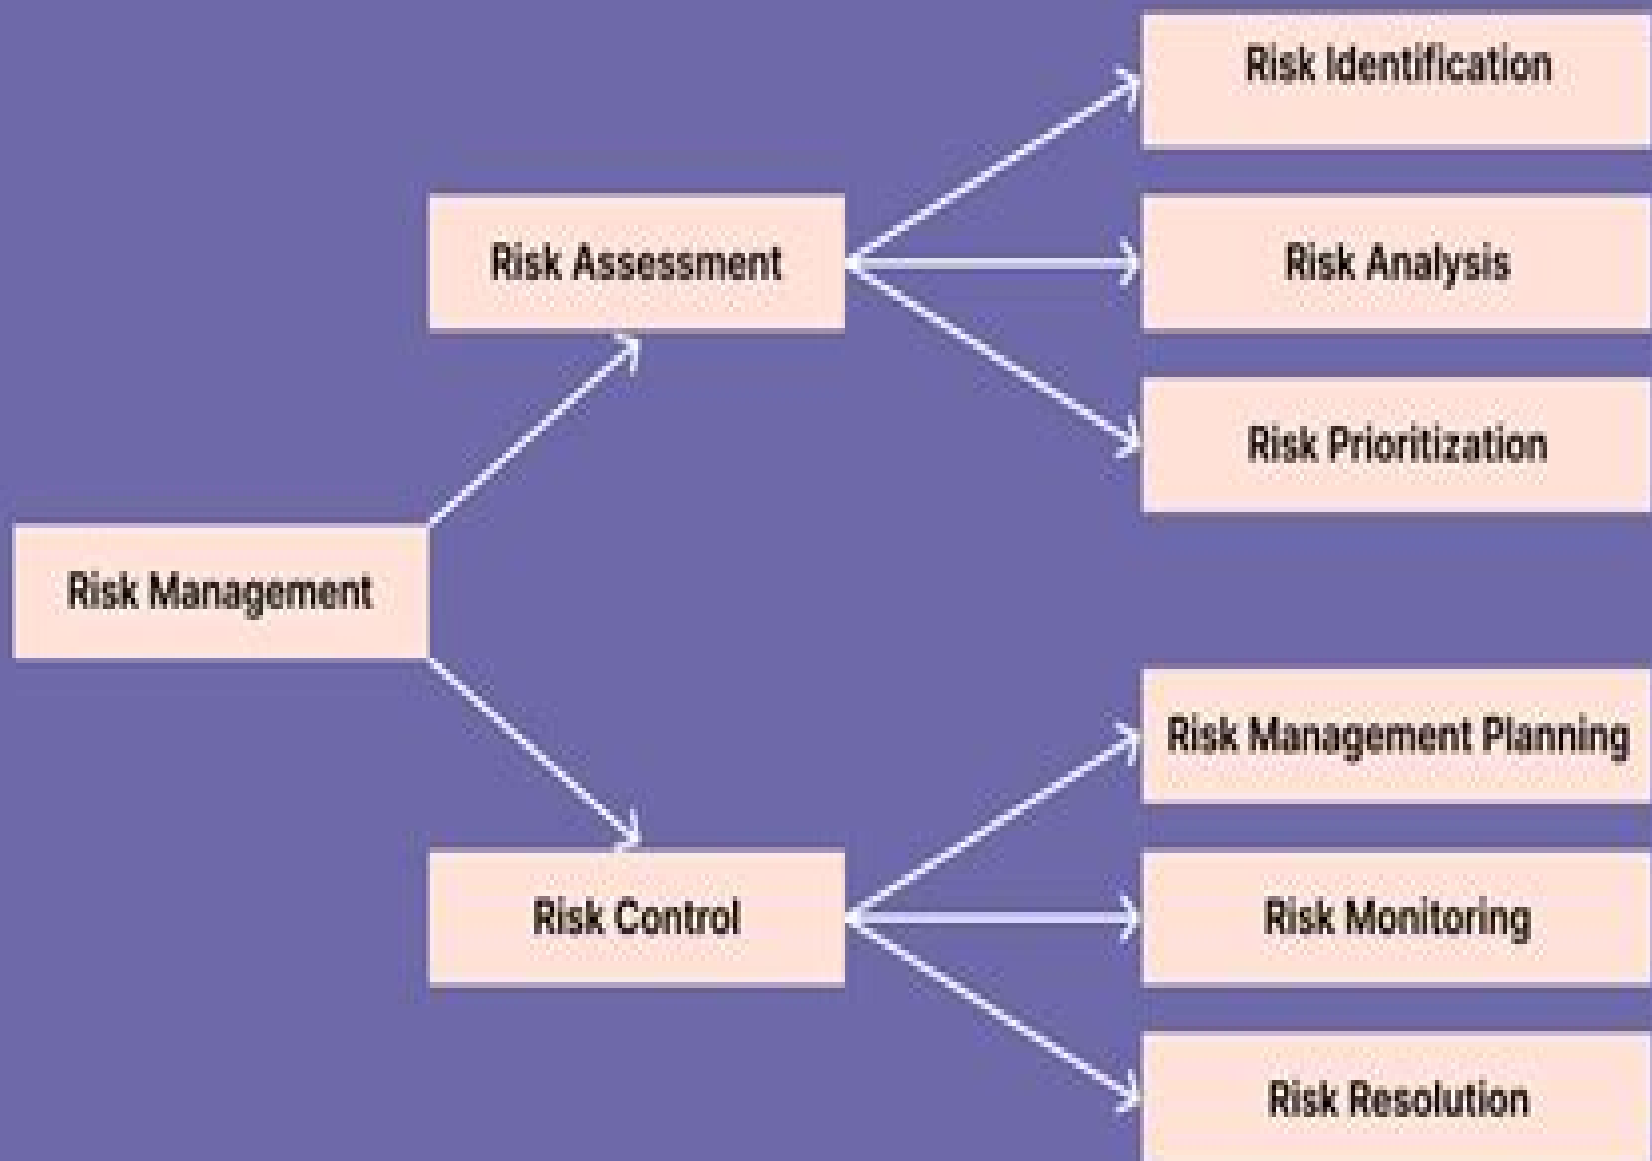 Risk Identification
Risk Assessment
Risk Analysis
Risk Prioritization
Risk Management
Risk Management Planning
Risk Control
Risk Monitoring
Risk Resolution